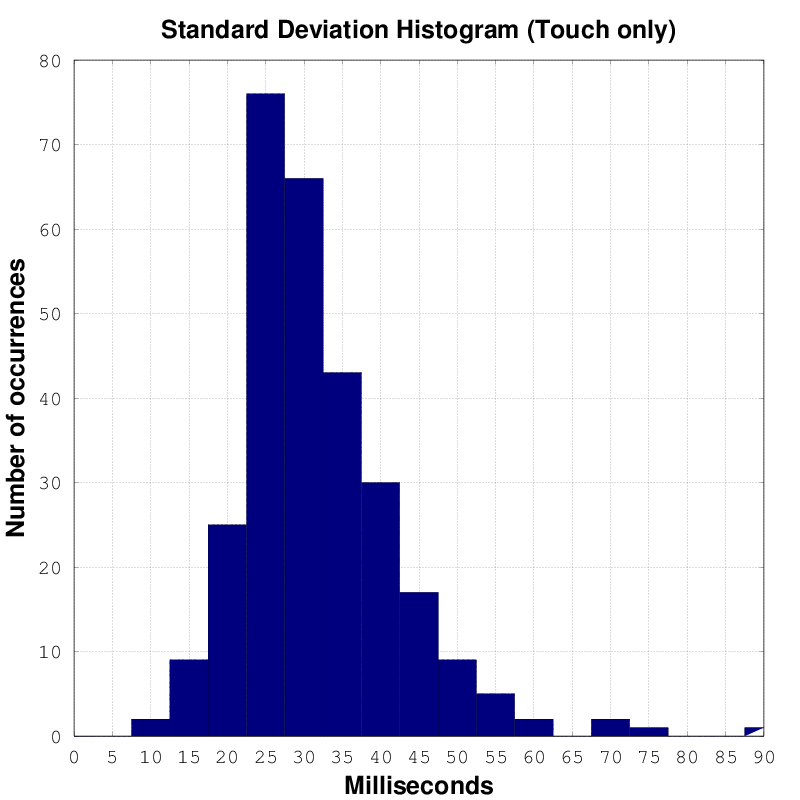 Standard Deviation Histogram (Touch only)
80
70
60
50
40
30
20
10
0
Number of occurrences
0 5 10 15 20 25 30 35 40 45 50 55 60 65 70 75 80 85 90
Milliseconds